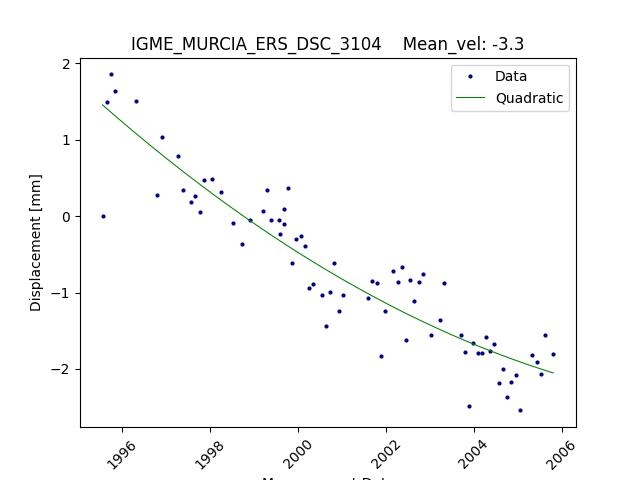 IGME_MURCIA_ERS_DSC_3104    Mean_vel: -3.3
Data
Quadratic
Displacement [mm]
2
1
0
−1
−2
1996
1998
2000
2002
2004
2006